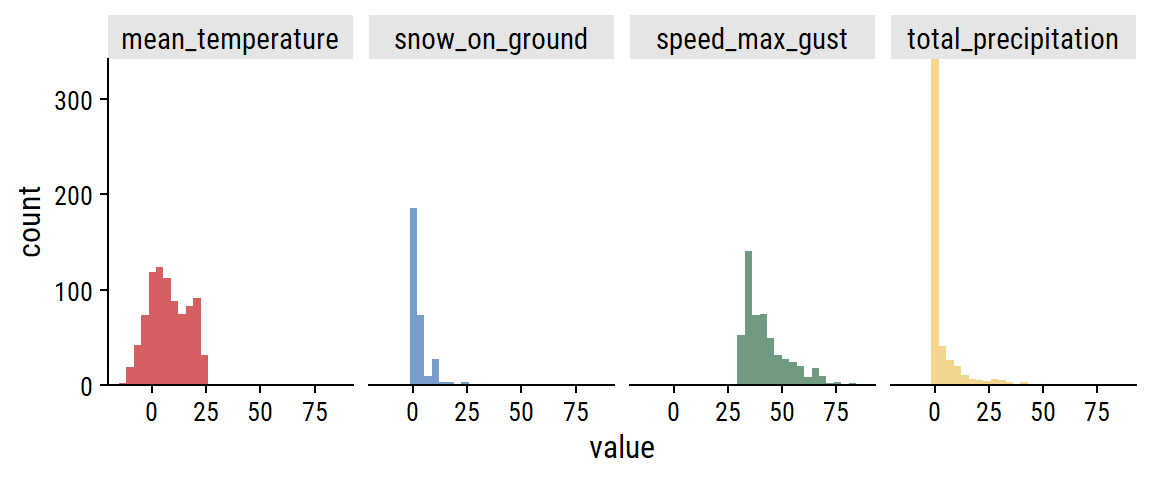 mean_temperature snow_on_ground speed_max_gust total_precipitation
300
200
100
0
count
0 25 50 75 0 25 50 75 0 25 50 75 0 25 50 75
value